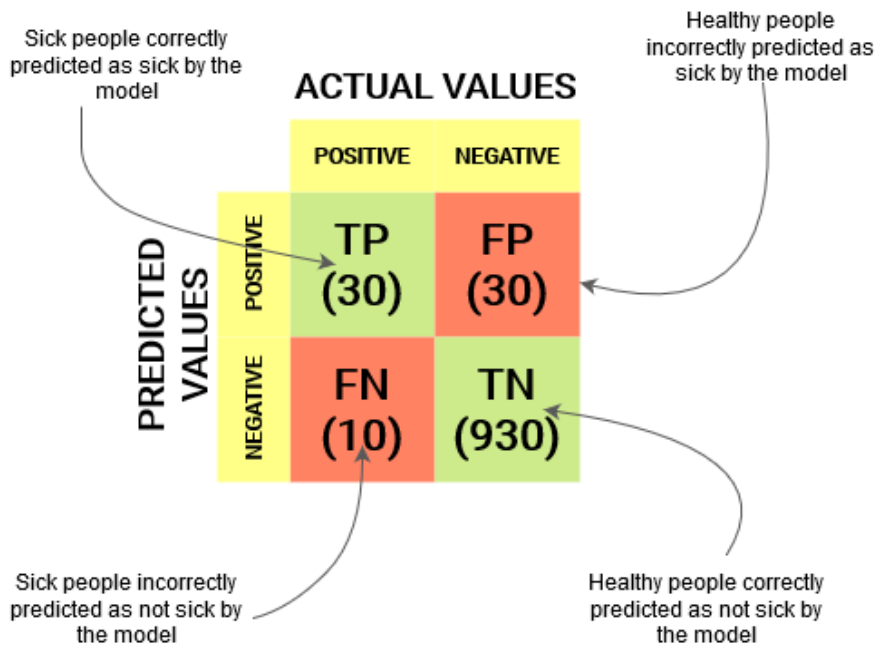 Sick people correctly
predicted as sick by the
model
Healthy people
incorrectly predicted as
sick by the model
ACTUAL VALUES
POSITIVE
NEGATIVE
PREDICTED
VALUES
POSITIVE
TP
(30)
FP
(30)
NEGATIVE
FN
(10)
TN
(930)
Sick people incorrectly
predicted as not sick by
the model
Healthy people correctly
predicted as not sick by
the model